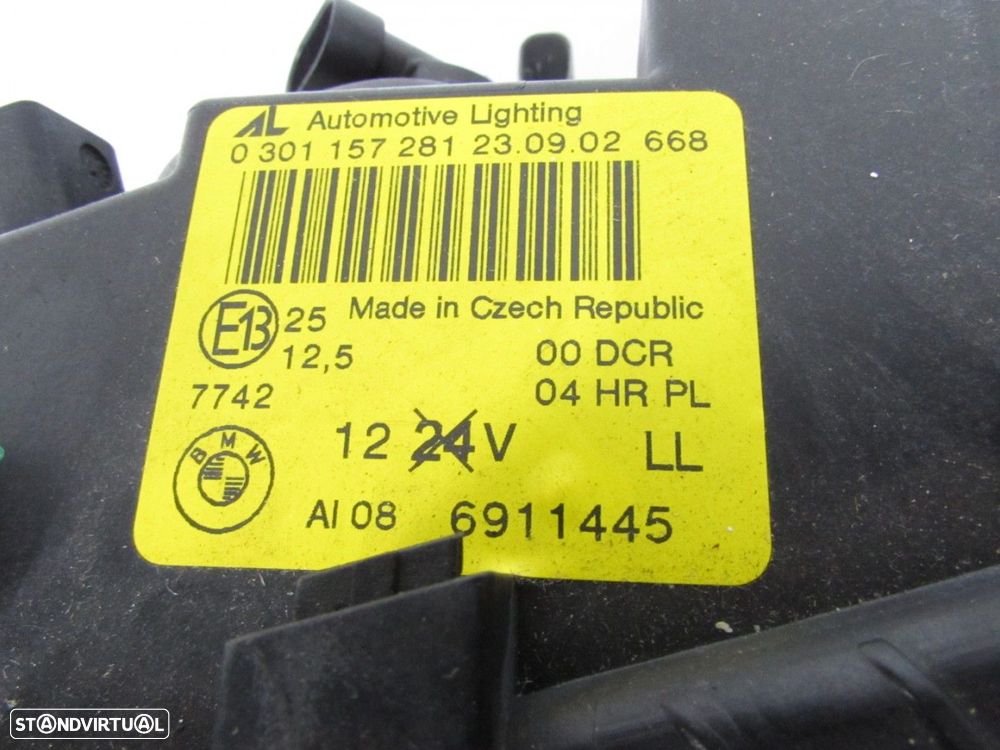 AL Automotive Lighting
0 301 157 281 23.09.02 668
E13 25 Made in Czech Republic
12,5 00 DCR
7742 04 HR PL
12 24 V LL
BMW
AI 08 6911445
STANDVIRTUAL